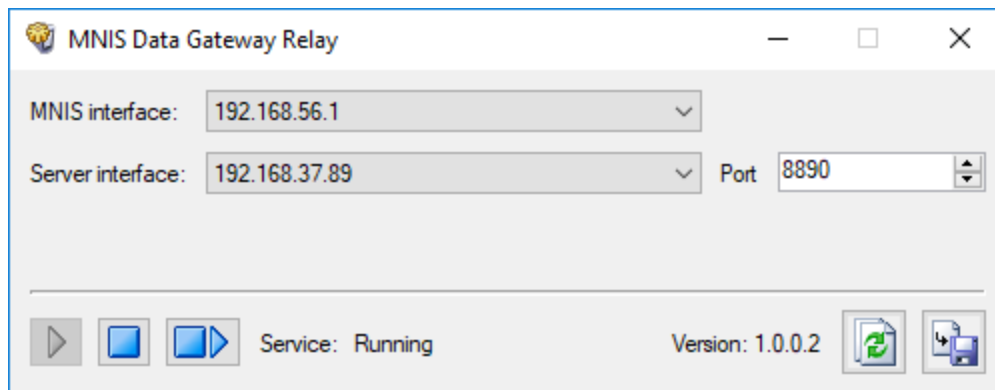 MNIS Data Gateway Relay
MNIS interface: 192.168.56.1
Server interface: 192.168.37.89 Port 8890
Service: Running Version: 1.0.0.2